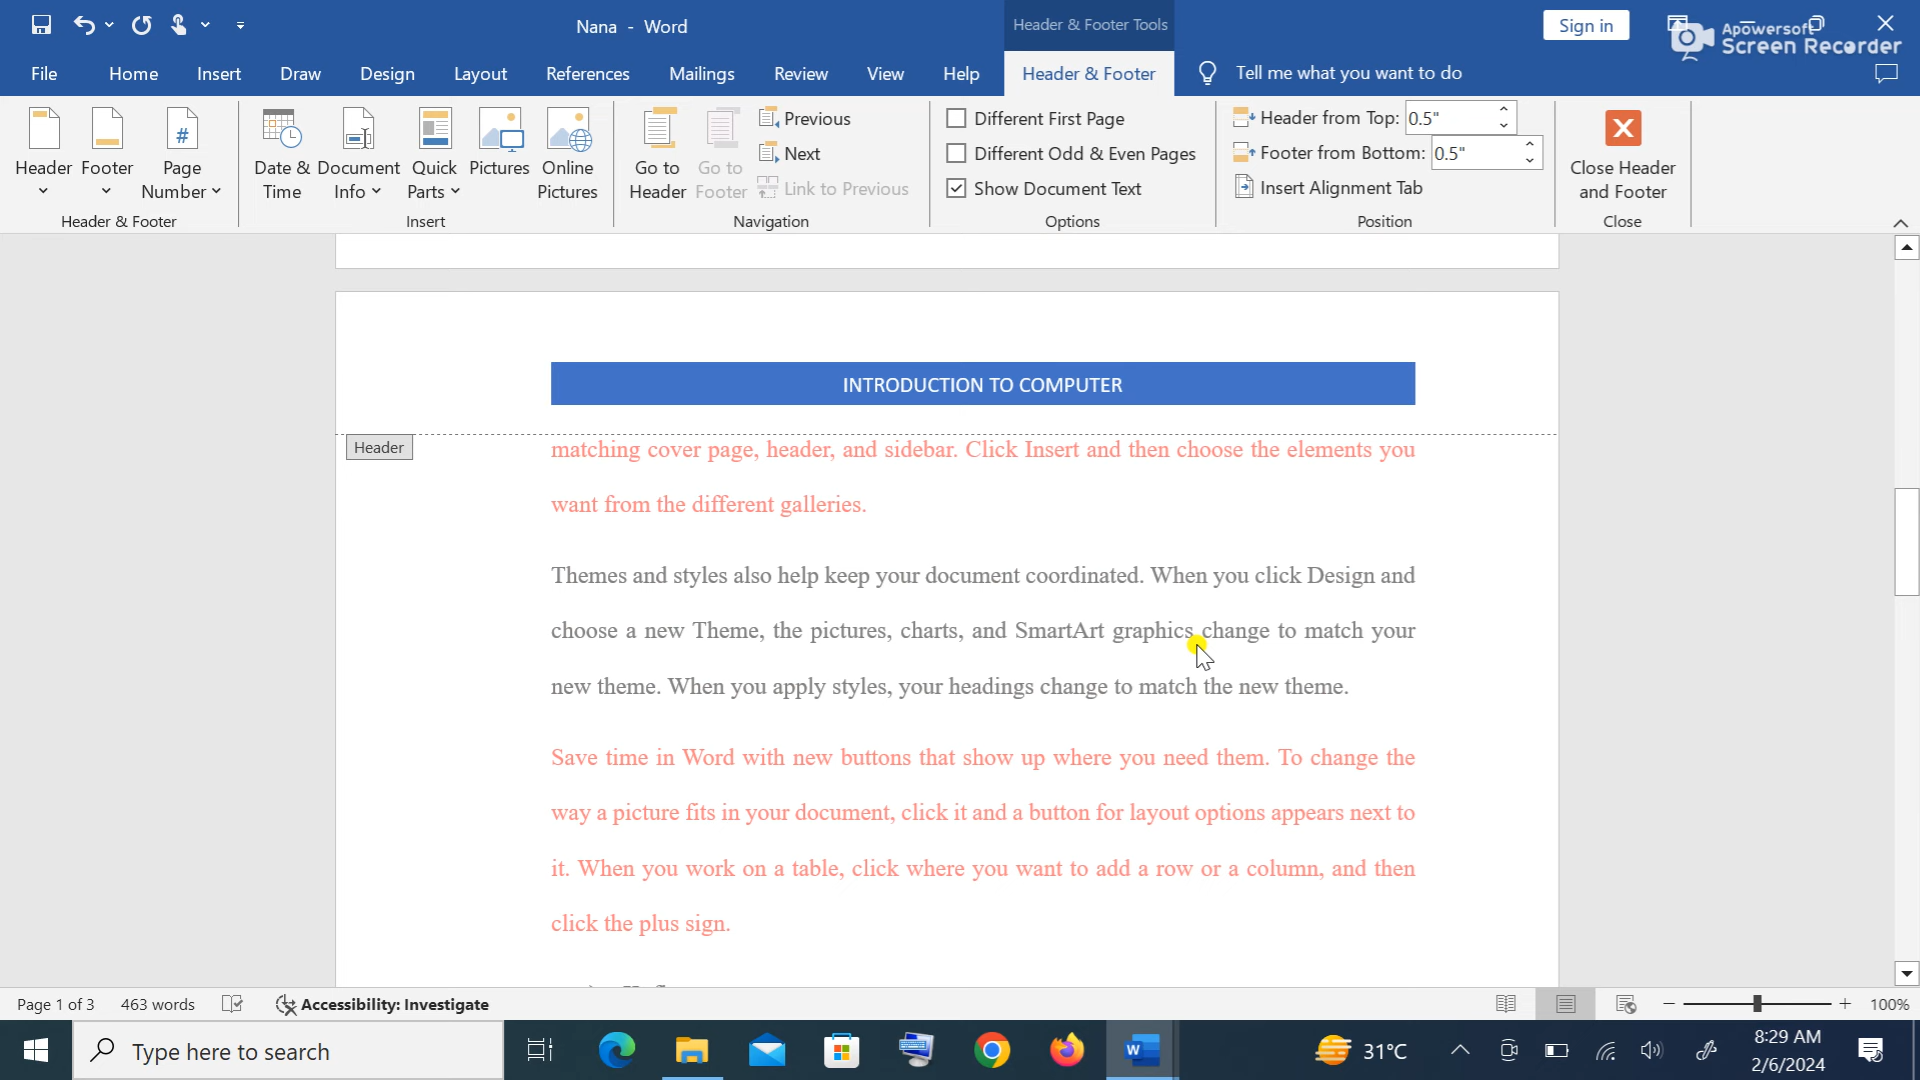 Nana - Word
Header & Footer Tools
Sign in
Apowersoft
Screen Recorder
File Home Insert Draw Design Layout References Mailings Review View Help Header & Footer Tell me what you want to do
Header
Footer
Page Number
Header & Footer
Date & Time
Document Info
Quick Parts
Pictures
Online Pictures
Insert
Go to Header
Go to Footer
Previous
Next
Link to Previous
Navigation
Different First Page
Different Odd & Even Pages
Show Document Text
Options
Header from Top: 0.5"
Footer from Bottom: 0.5"
Insert Alignment Tab
Position
Close Header and Footer
Close
INTRODUCTION TO COMPUTER
Header
matching cover page, header, and sidebar. Click Insert and then choose the elements you
want from the different galleries.
Themes and styles also help keep your document coordinated. When you click Design and
choose a new Theme, the pictures, charts, and SmartArt graphics change to match your
new theme. When you apply styles, your headings change to match the new theme.
Save time in Word with new buttons that show up where you need them. To change the
way a picture fits in your document, click it and a button for layout options appears next to
it. When you work on a table, click where you want to add a row or a column, and then
click the plus sign.
Page 1 of 3 463 words Accessibility: Investigate 100%
Type here to search
31°C
8:29 AM
2/6/2024